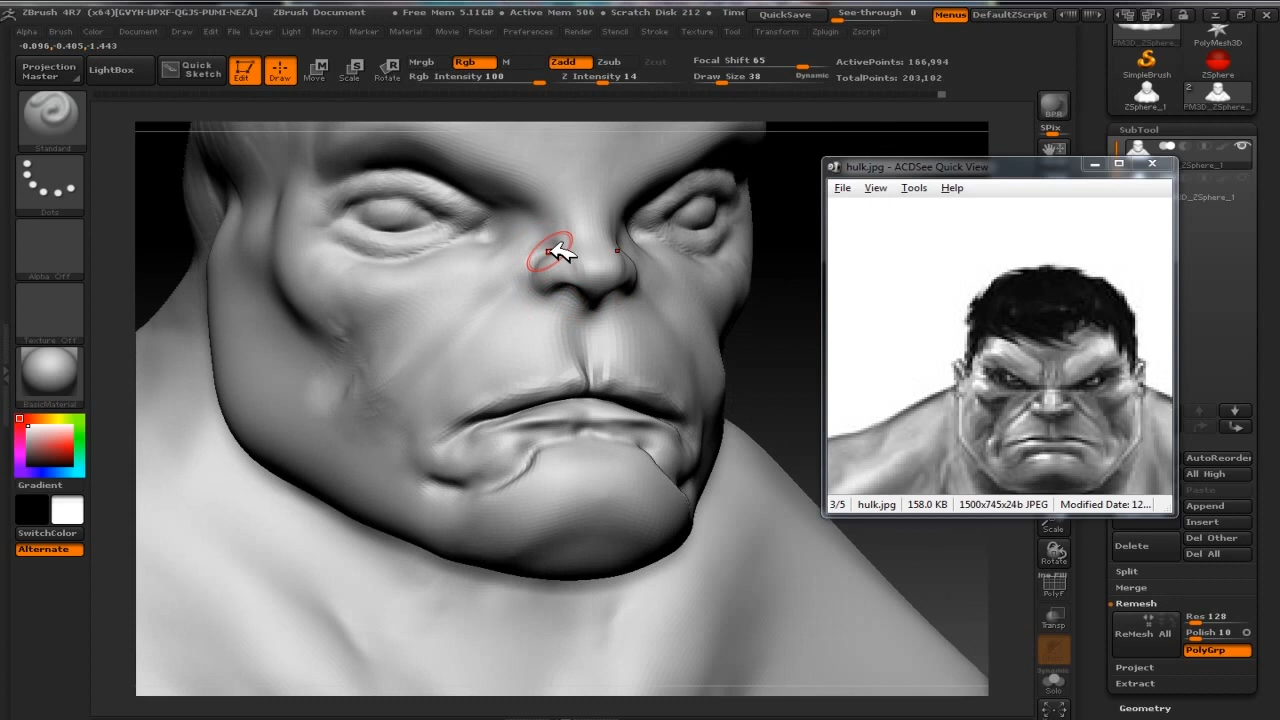 ZBrush 4R7 (x64)[GVYH-UPXF-QGJS-PUMI-NEZA] ZBrush Document • Free Mem 5.11GB • Active Mem 506 • Scratch Disk 212 • QuickSave See-through 0 Menus DefaultZScript
Alpha Brush Color Document Draw Edit File Layer Light Macro Marker Material Movie Picker Preferences Render Stencil Stroke Texture Tool Transform Zplugin Zscript
-0.096,-0.405,-1.443
Projection Master
LightBox
Quick Sketch
Edit
Draw
Move
Scale
Rotate
Mrgb Rgb M
Rgb Intensity 100
Zadd Zsub Zcut
Z Intensity 14
Focal Shift 65
Draw Size 38 Dynamic
ActivePoints: 166,994
TotalPoints: 203,102
Standard
Dots
Alpha Off
Texture Off
BasicMaterial
Gradient
SwitchColor
Alternate
BPR
SPix
Scale
Rotate
PolyF
Transp
Dynamic
Solo
PM3D_ZSphere_ PolyMesh3D
SimpleBrush ZSphere
2
ZSphere_1 PM3D_ZSphere_
SubTool
hulk.jpg - ACDSee Quick View
File View Tools Help
3/5 hulk.jpg 158.0 KB 1500x745x24b JPEG Modified Date: 12...
AutoReorder
All High
Paste
Append
Insert
Delete Del Other
Del All
Split
Merge
Remesh
ReMesh All
Res 128
Polish 10
PolyGrp
Project
Extract
Geometry